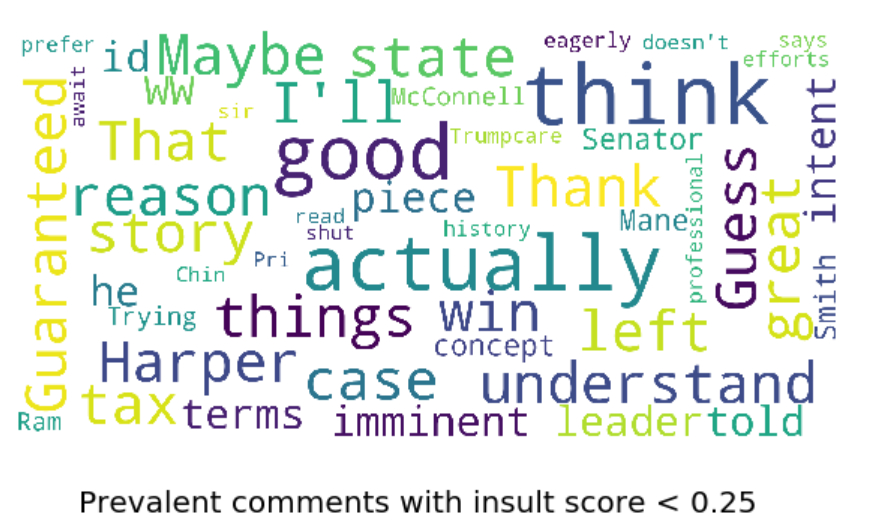 prefer id Maybe state eagerly doesn't says
efforts
await WW sir I'll McConnell think
Guaranteed That good Trumpcare Senator intent
reason piece Thank professional Guess great
story read shut history Mane
Pri actually
he Chin Smith
Trying things win left
concept
Harper case understand
tax terms imminent leader told
Ram
Prevalent comments with insult score < 0.25